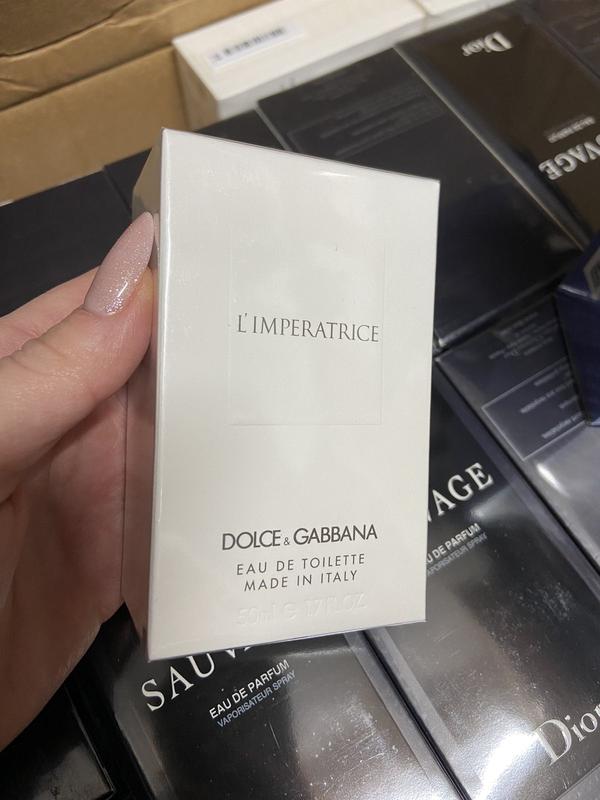 Dior
VAGE
L'IMPERATRICE
DOLCE & GABBANA
EAU DE TOILETTE
MADE IN ITALY
50ml ℮ 1.7 FL.OZ.
VAGE
U DE PARFUM
VAPORISATEUR SPRAY
SAUV
EAU DE PARFUM
VAPORISATEUR SPRAY
Dior